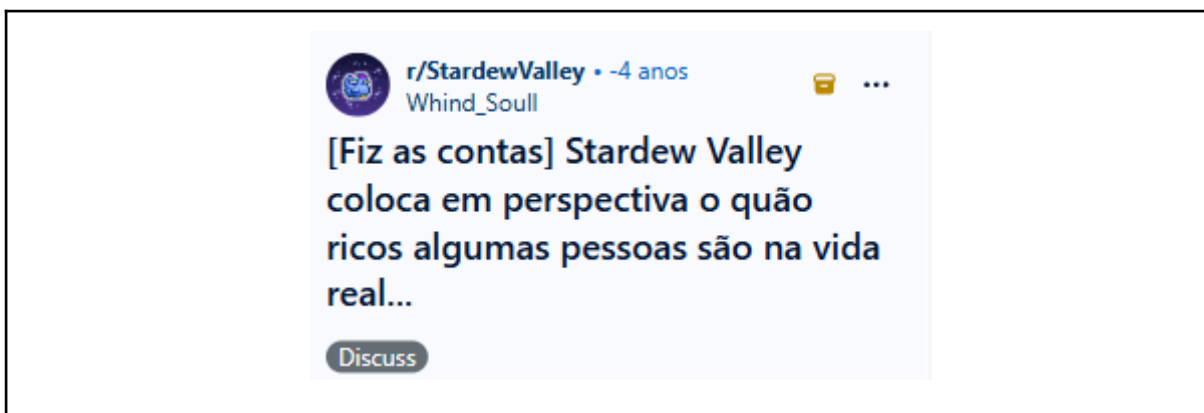 r/StardewValley • -4 anos
Whind_Soull
[Fiz as contas] Stardew Valley
coloca em perspectiva o quão
ricos algumas pessoas são na vida
real...
Discuss